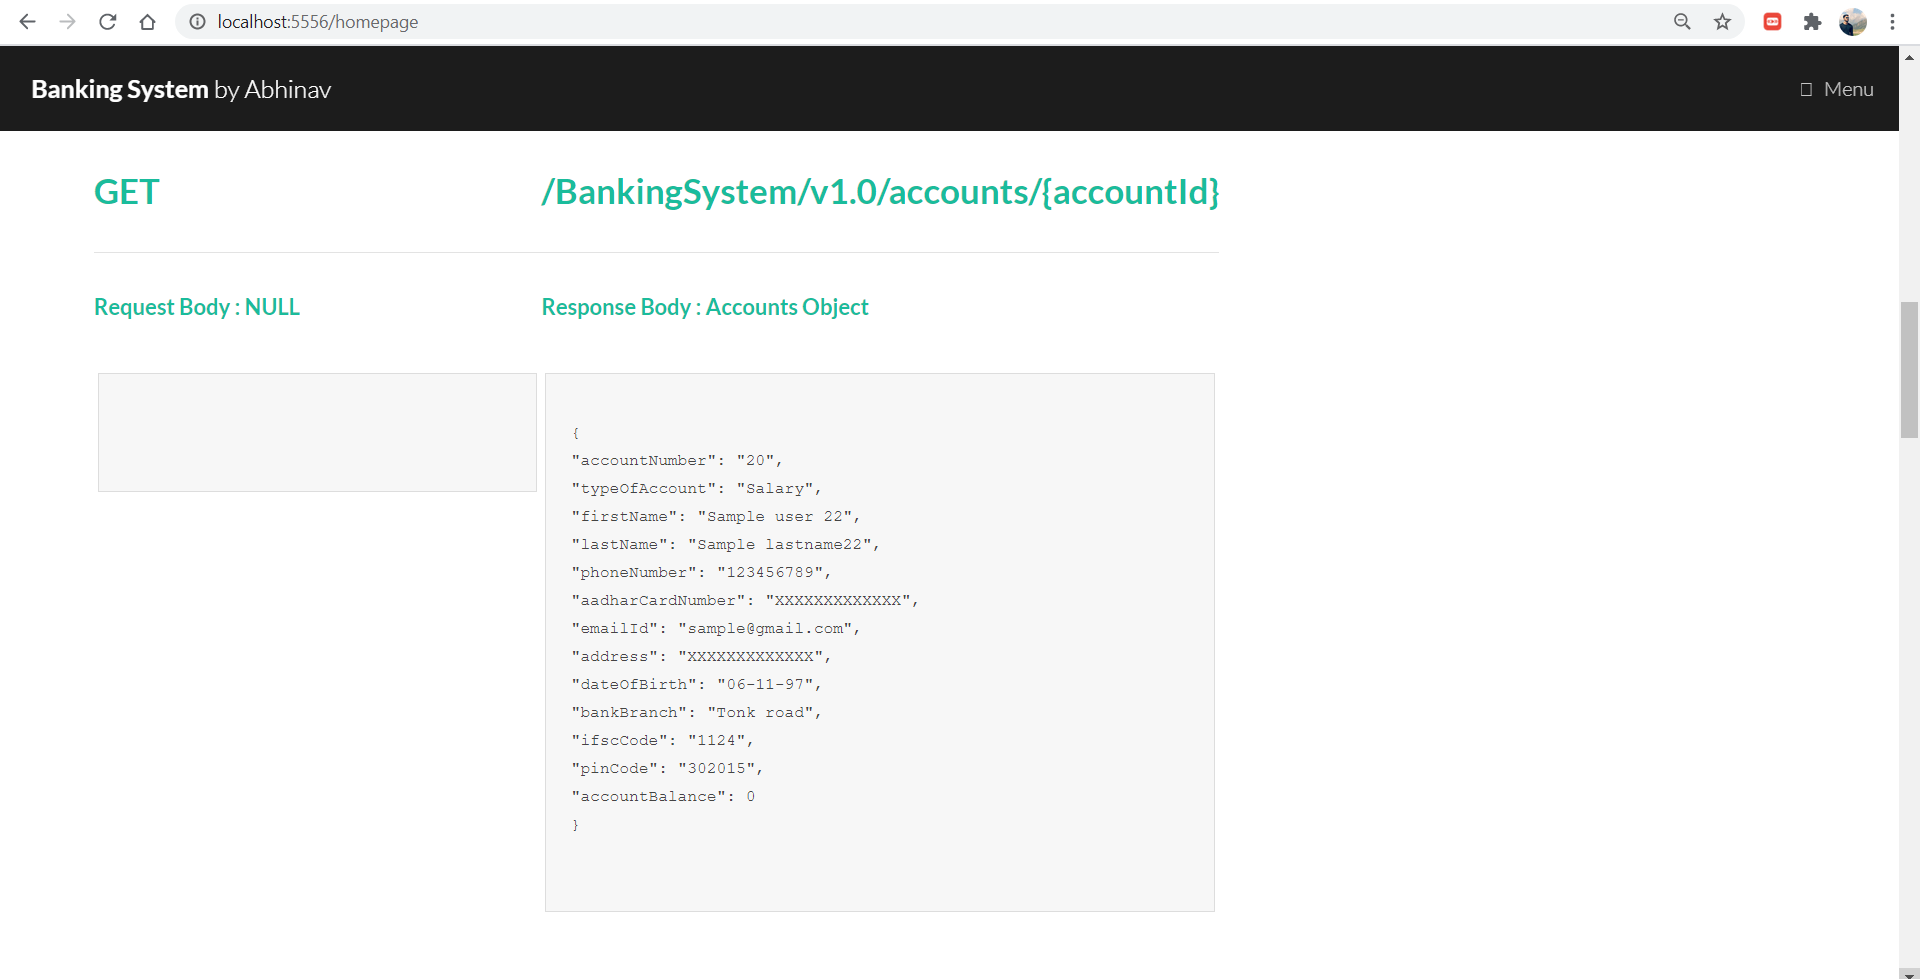 localhost:5556/homepage
Banking System by Abhinav
Menu
GET
/BankingSystem/v1.0/accounts/{accountId}
Request Body : NULL
Response Body : Accounts Object
{
"accountNumber": "20",
"typeOfAccount": "Salary",
"firstName": "Sample user 22",
"lastName": "Sample lastname22",
"phoneNumber": "123456789",
"aadharCardNumber": "XXXXXXXXXXXXX",
"emailId": "sample@gmail.com",
"address": "XXXXXXXXXXXXX",
"dateOfBirth": "06-11-97",
"bankBranch": "Tonk road",
"ifscCode": "1124",
"pinCode": "302015",
"accountBalance": 0
}